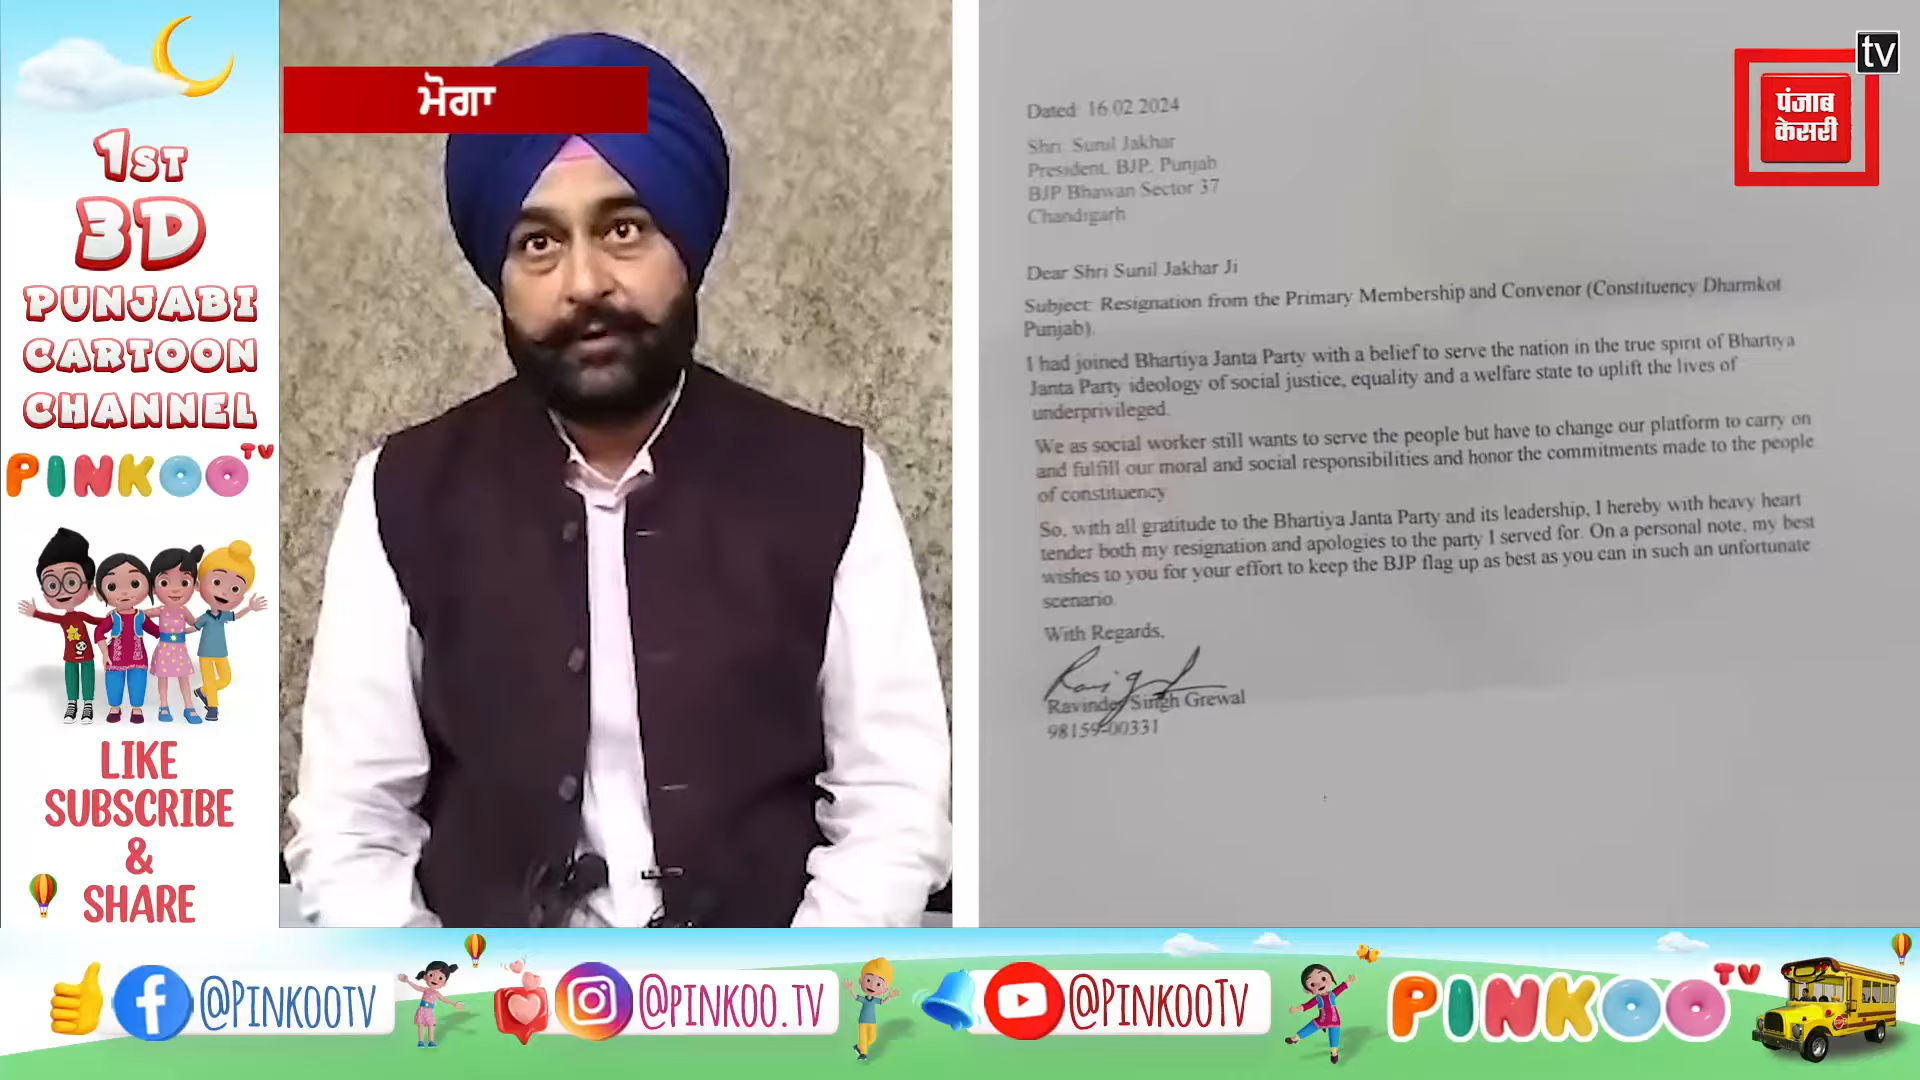 1ST
3D
PUNJABI
CARTOON
CHANNEL
PINKOO TV
LIKE
SUBSCRIBE
&
SHARE
ਮੋਗਾ
Dated 16.02.2024
Shri. Sunil Jakhar
President, BJP, Punjab
BJP Bhawan Sector 37
Chandigarh
Dear Shri Sunil Jakhar Ji
Subject: Resignation from the Primary Membership and Convenor (Constituency Dharmkot
Punjab).
I had joined Bhartiya Janta Party with a belief to serve the nation in the true spirit of Bhartiya
Janta Party ideology of social justice, equality and a welfare state to uplift the lives of
underprivileged.
We as social worker still wants to serve the people but have to change our platform to carry on
and fulfill our moral and social responsibilities and honor the commitments made to the people
of constituency
So, with all gratitude to the Bhartiya Janta Party and its leadership, I hereby with heavy heart
tender both my resignation and apologies to the party I served for. On a personal note, my best
wishes to you for your effort to keep the BJP flag up as best as you can in such an unfortunate
scenario.
With Regards,
Ravinder Singh Grewal
98159-00331
tv
पंजाब
केसरी
@PINKOOTV
@PINKOO.TV
@PINKOOTV
PINKOO TV